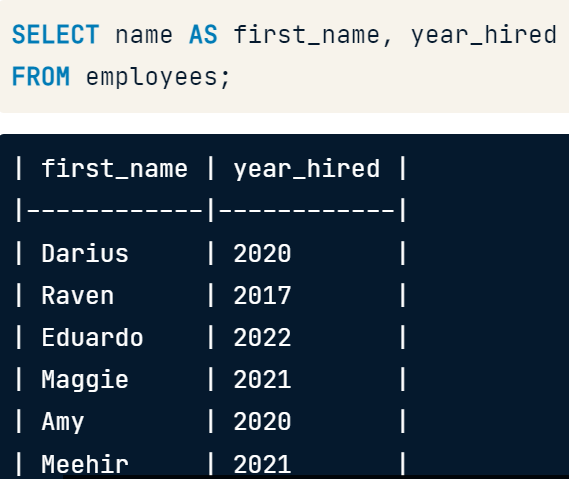 SELECT name AS first_name, year_hired
FROM employees;
| first_name | year_hired |
|------------|------------|
| Darius     | 2020       |
| Raven      | 2017       |
| Eduardo    | 2022       |
| Maggie     | 2021       |
| Amy        | 2020       |
| Meehir     | 2021       |